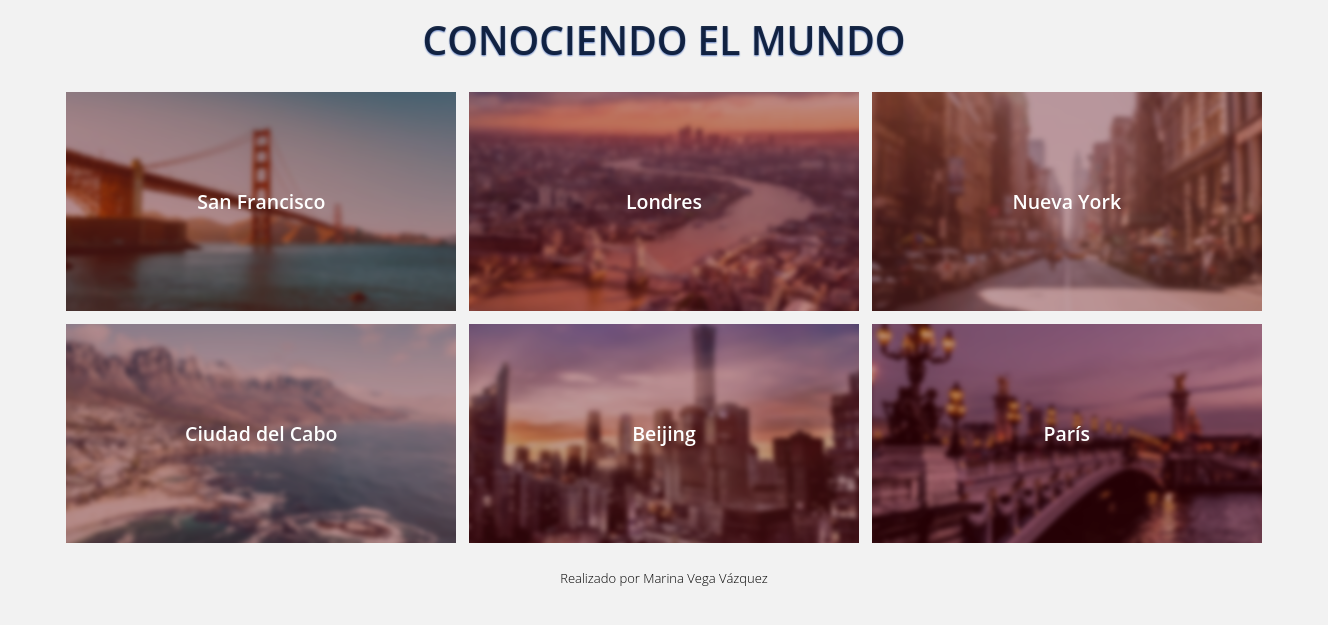 CONOCIENDO EL MUNDO
San Francisco
Londres
Nueva York
Ciudad del Cabo
Beijing
París
Realizado por Marina Vega Vázquez